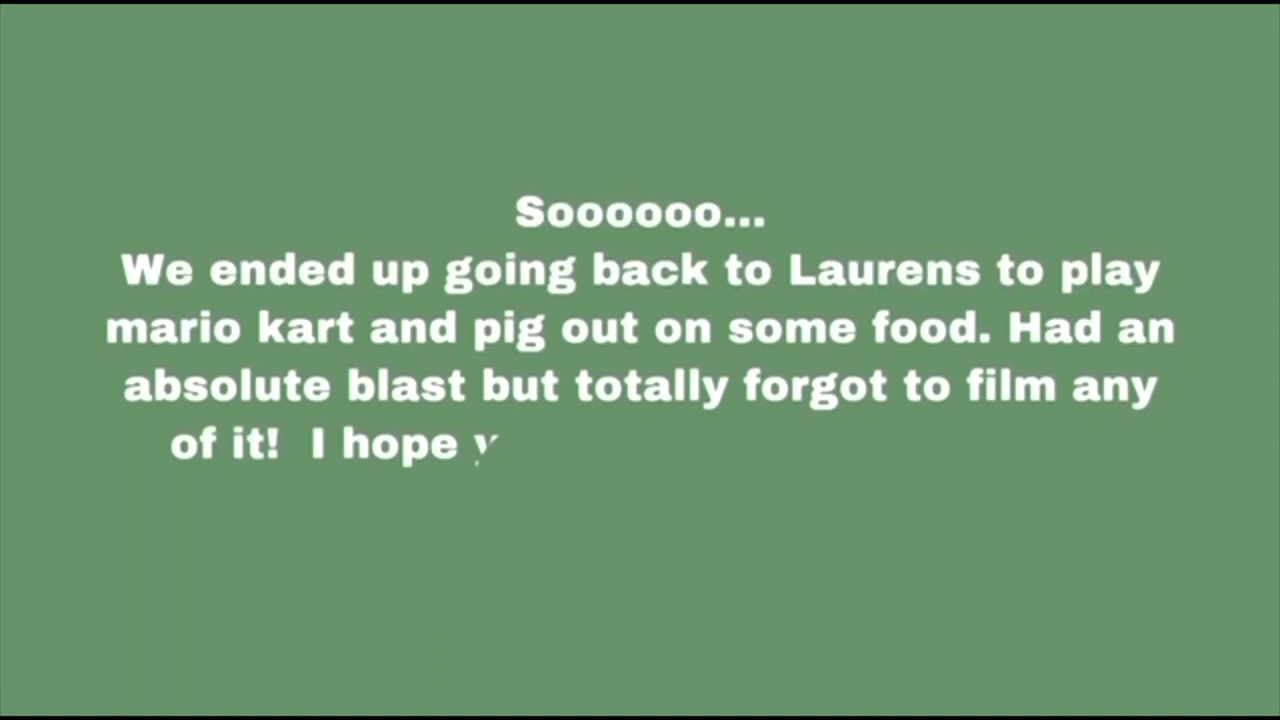 Soooooo...
We ended up going back to Laurens to play
mario kart and pig out on some food. Had an
absolute blast but totally forgot to film any
of it!  I hope